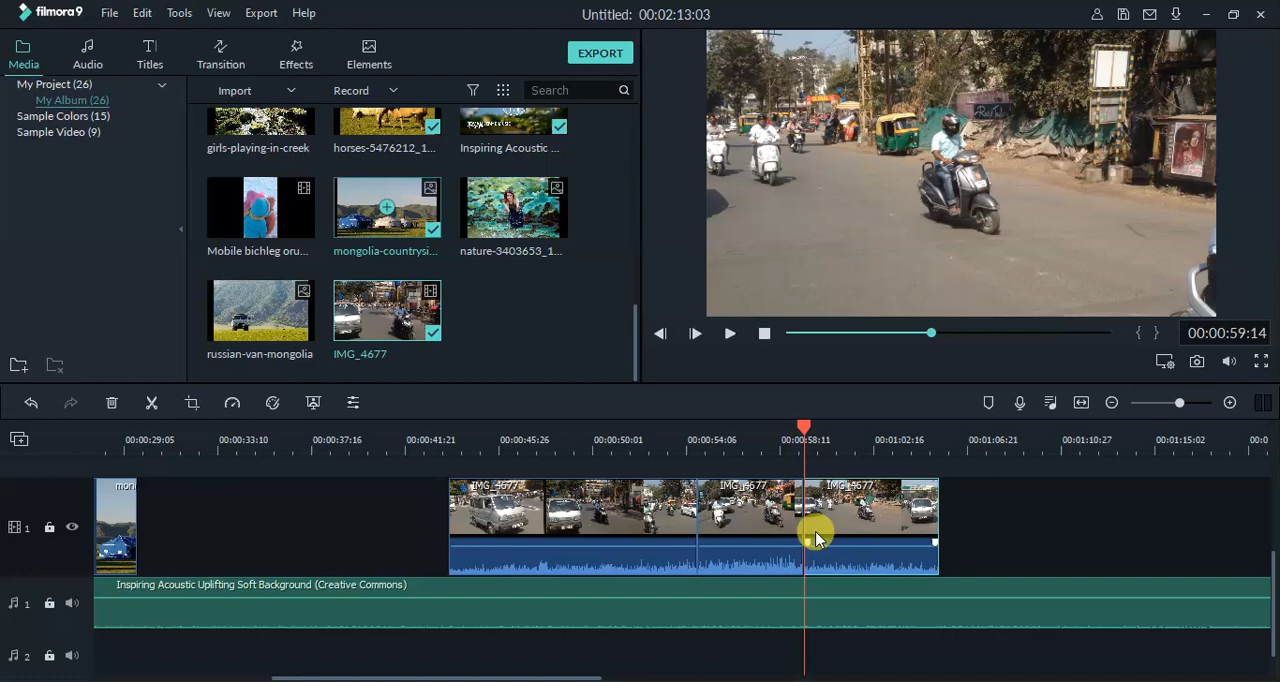 filmora9 File Edit Tools View Export Help Untitled: 00:02:13:03
Media Audio Titles Transition Effects Elements EXPORT
My Project (26)
My Album (26)
Sample Colors (15)
Sample Video (9)
Import Record Search
girls-playing-in-creek horses-5476212_1... Inspiring Acoustic ...
Mobile bichleg oru... mongolia-countrysi... nature-3403653_1...
russian-van-mongolia IMG_4677
{ } 00:00:59:14
00:00:29:05 00:00:33:10 00:00:37:16 00:00:41:21 00:00:45:26 00:00:50:01 00:00:54:06 00:00:58:11 00:01:02:16 00:01:06:21 00:01:10:27 00:01:15:02 00:0
mon IMG_4677 IMG_4677 IMG_4677
1
Inspiring Acoustic Uplifting Soft Background (Creative Commons)
1
2